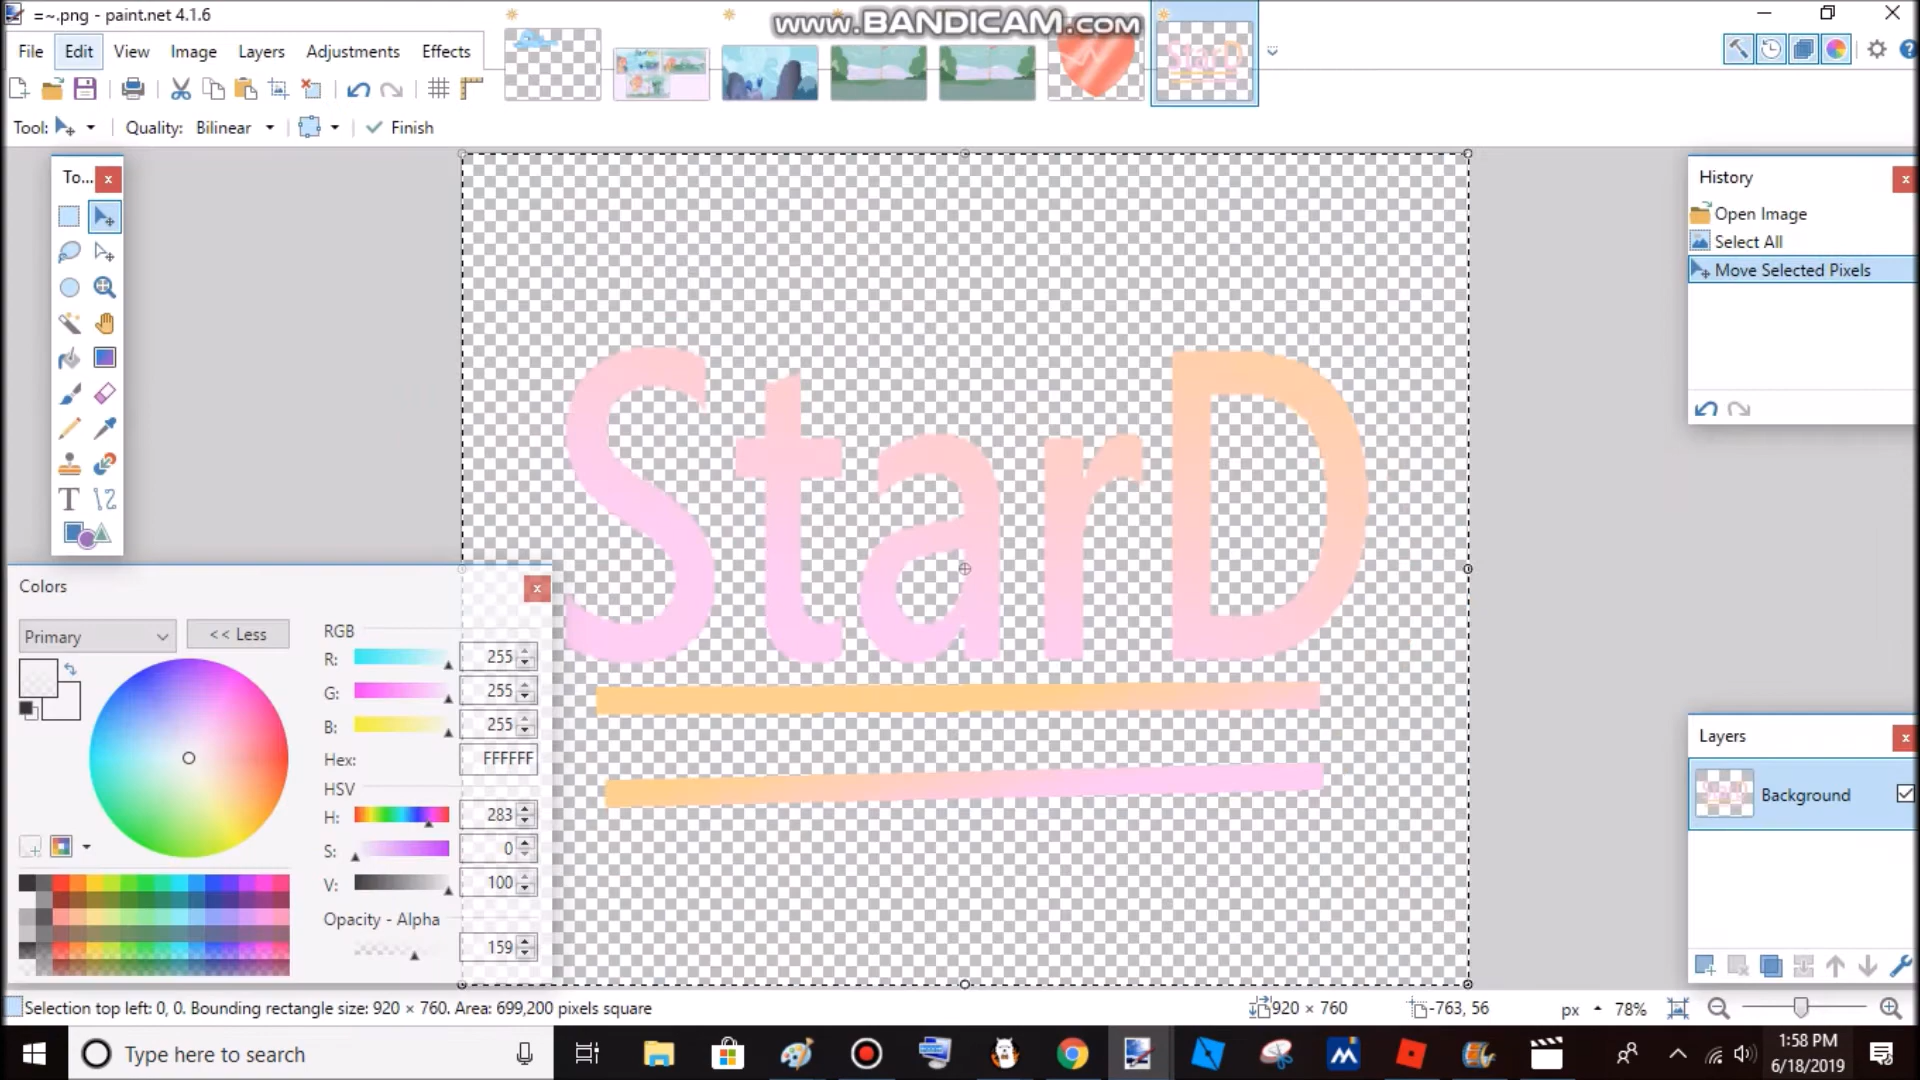 =~.png - paint.net 4.1.6
www.BANDICAM.com
File Edit View Image Layers Adjustments Effects
Tool: Quality: Bilinear Finish
To...
History
Open Image
Select All
Move Selected Pixels
StarD
Colors
Primary
<< Less
RGB
R: 255
G: 255
B: 255
Hex: FFFFFF
HSV
H: 283
S: 0
V: 100
Opacity - Alpha
159
Layers
Background
Selection top left: 0, 0. Bounding rectangle size: 920 × 760. Area: 699,200 pixels square
920 × 760
-763, 56
px
78%
Type here to search
1:58 PM
6/18/2019